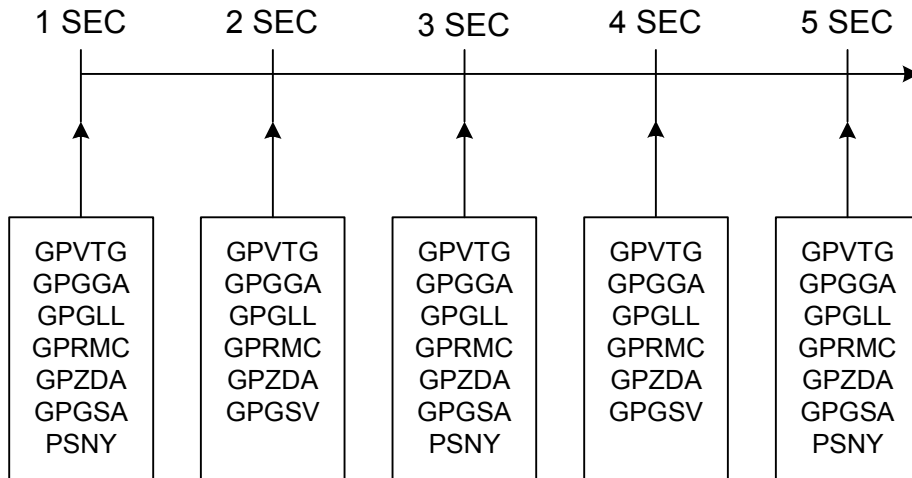 1 SEC 2 SEC 3 SEC 4 SEC 5 SEC
GPVTG GPVTG GPVTG GPVTG GPVTG
GPGGA GPGGA GPGGA GPGGA GPGGA
GPGLL GPGLL GPGLL GPGLL GPGLL
GPRMC GPRMC GPRMC GPRMC GPRMC
GPZDA GPZDA GPZDA GPZDA GPZDA
GPGSA GPGSV GPGSA GPGSV GPGSA
PSNY PSNY PSNY